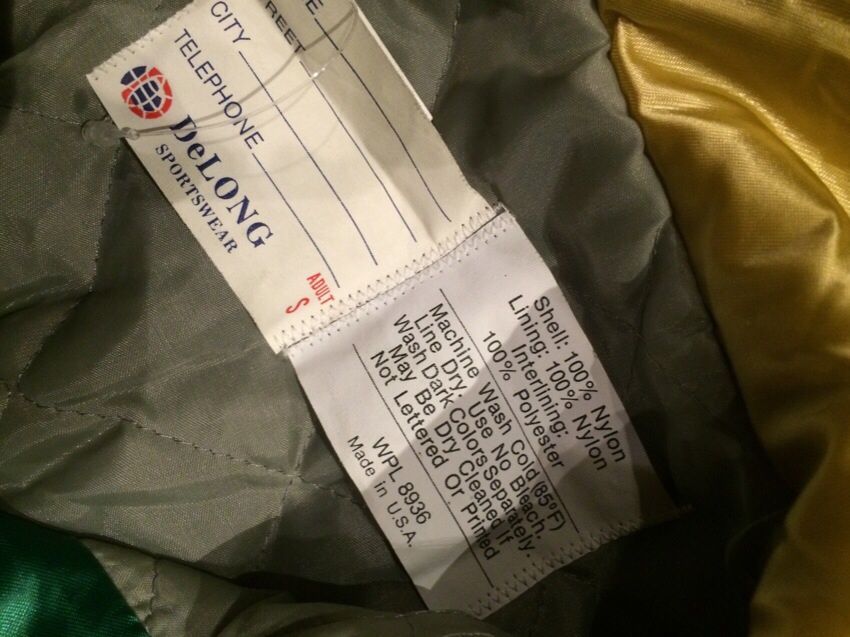 CITY
TELEPHONE
DeLONG
SPORTSWEAR
ADULT
S
Shell: 100% Nylon
Lining: 100% Nylon
Interlining:
100% Polyester
Machine Wash Cold (85°F)
Line Dry. Use No Bleach.
Wash Dark Colors Separately.
May Be Dry Cleaned If
Not Lettered Or Printed
WPL 8936
Made in U.S.A.